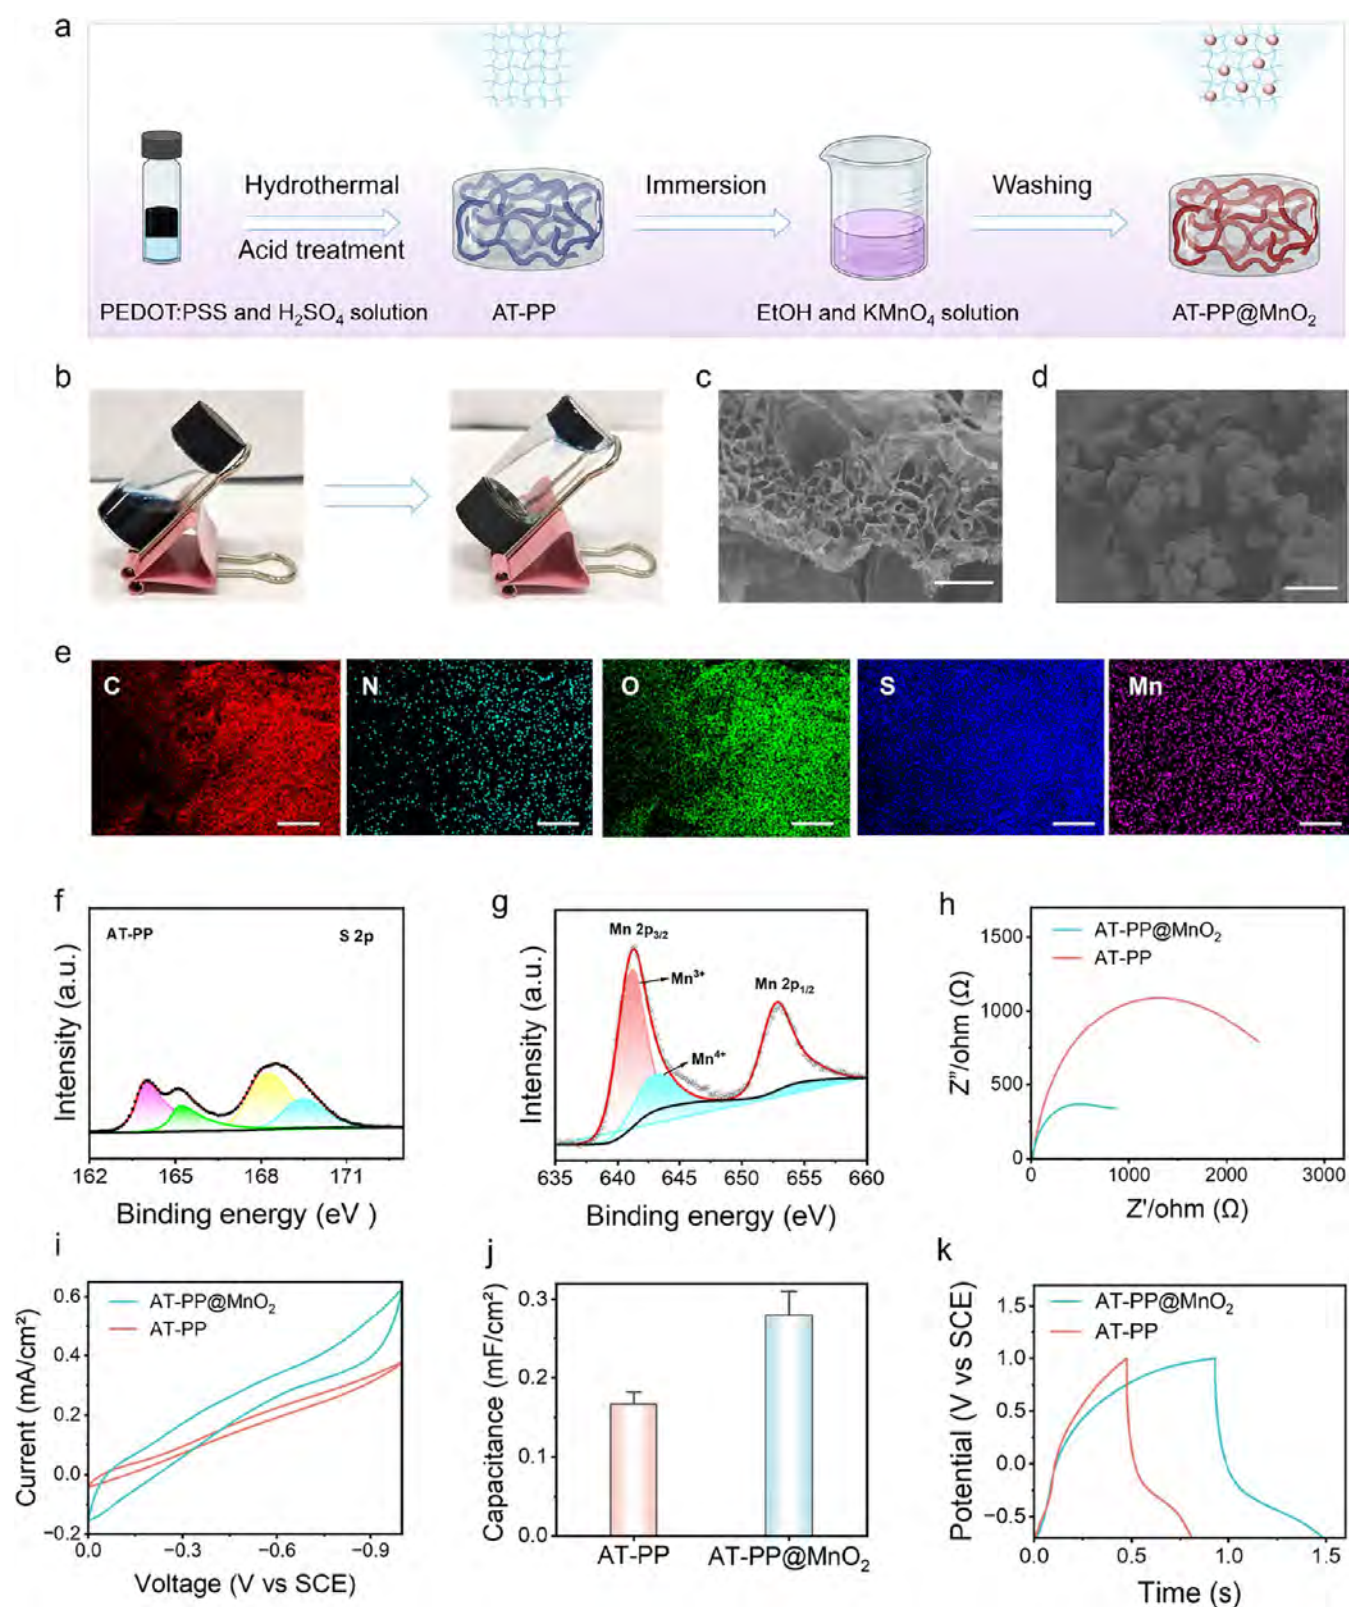 a
Hydrothermal
Acid treatment
Immersion
Washing
PEDOT:PSS and H₂SO₄ solution
AT-PP
EtOH and KMnO₄ solution
AT-PP@MnO₂
b
c
d
e
C
N
O
S
Mn
f
AT-PP
S 2p
Intensity (a.u.)
162
165
168
171
Binding energy (eV )
g
Mn 2p₃/₂
Mn³⁺
Mn 2p₁/₂
Mn⁴⁺
Intensity (a.u.)
635
640
645
650
655
660
Binding energy (eV)
h
AT-PP@MnO₂
AT-PP
1500
1000
500
0
Z"/ohm (Ω)
0
1000
2000
3000
Z'/ohm (Ω)
i
AT-PP@MnO₂
AT-PP
0.6
0.4
0.2
0.0
−0.2
Current (mA/cm²)
0.0
−0.3
−0.6
−0.9
Voltage (V vs SCE)
j
0.3
0.2
0.1
0.0
Capacitance (mF/cm²)
AT-PP
AT-PP@MnO₂
k
AT-PP@MnO₂
AT-PP
1.5
1.0
0.5
0.0
−0.5
Potential (V vs SCE)
0.0
0.5
1.0
1.5
Time (s)